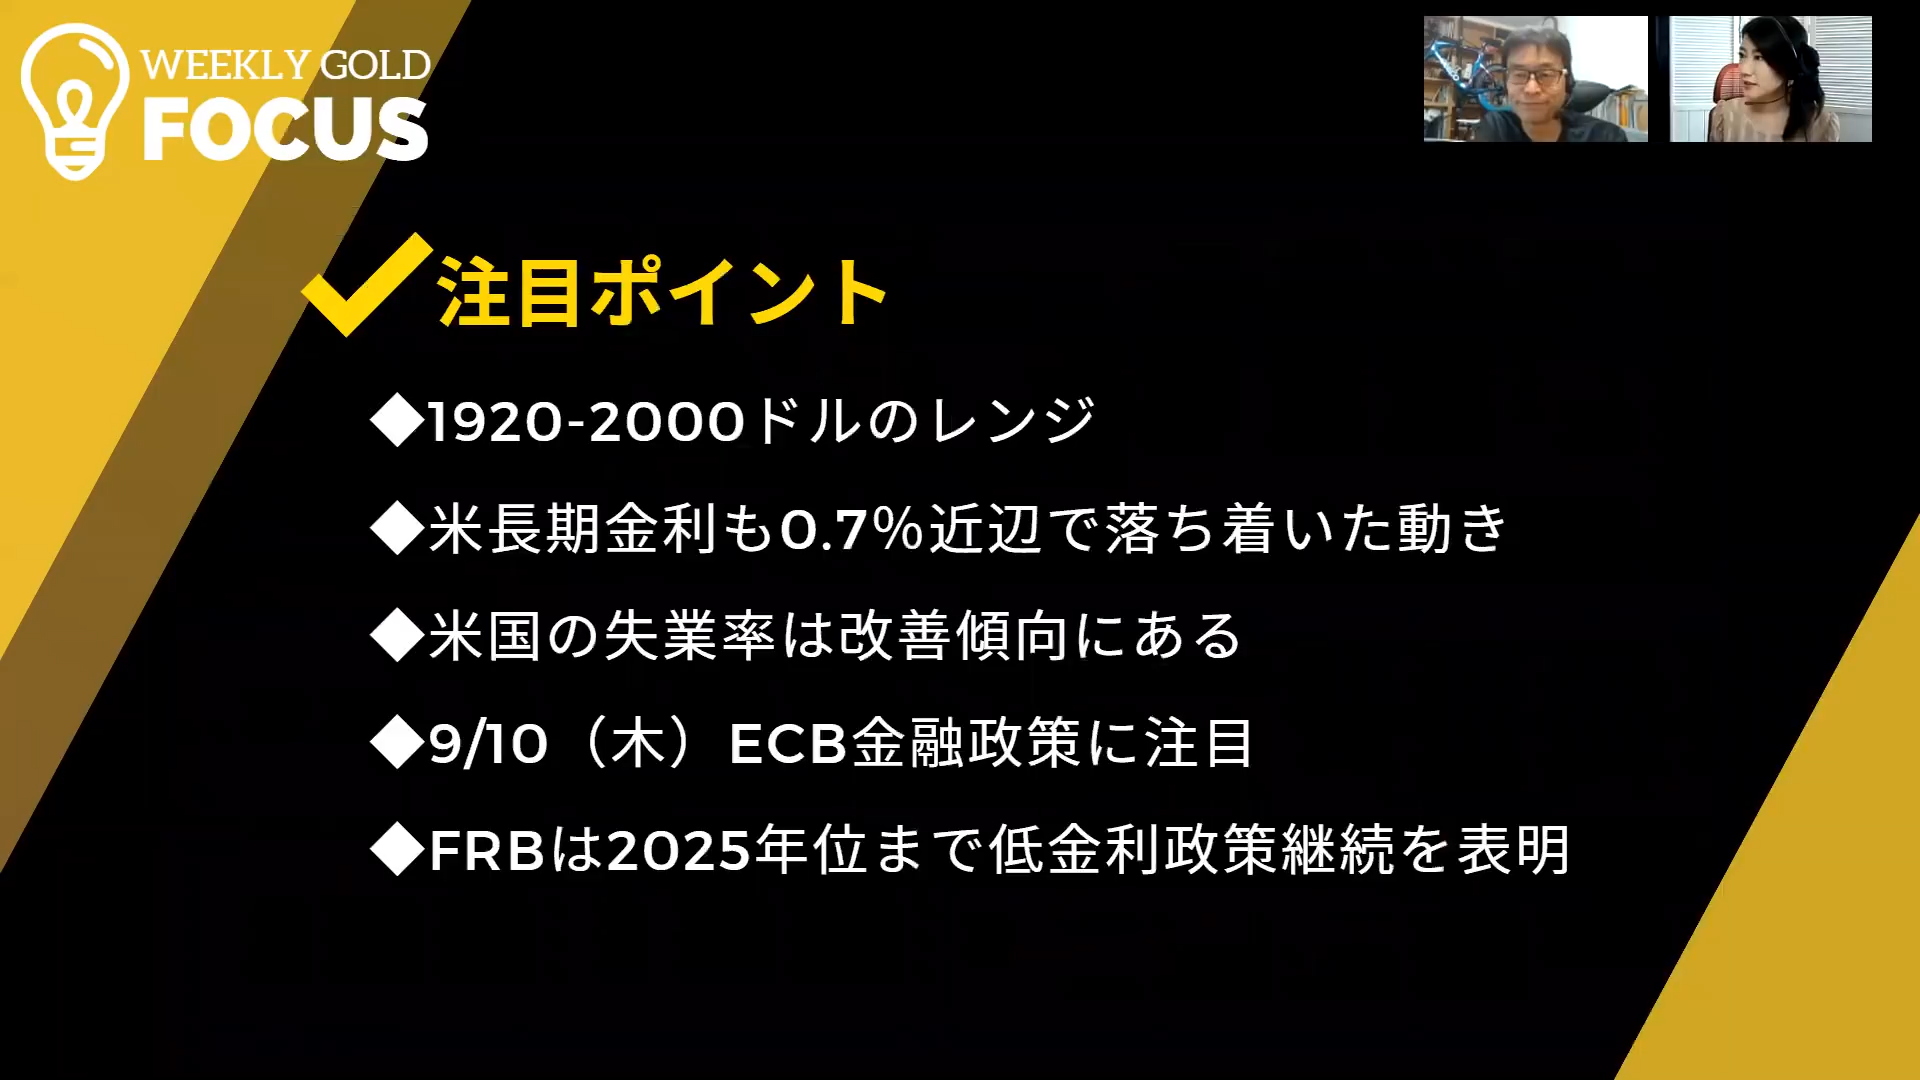 WEEKLY GOLD
FOCUS
注目ポイント
◆1920-2000ドルのレンジ
◆米長期金利も0.7%近辺で落ち着いた動き
◆米国の失業率は改善傾向にある
◆9/10（木）ECB金融政策に注目
◆FRBは2025年位まで低金利政策継続を表明